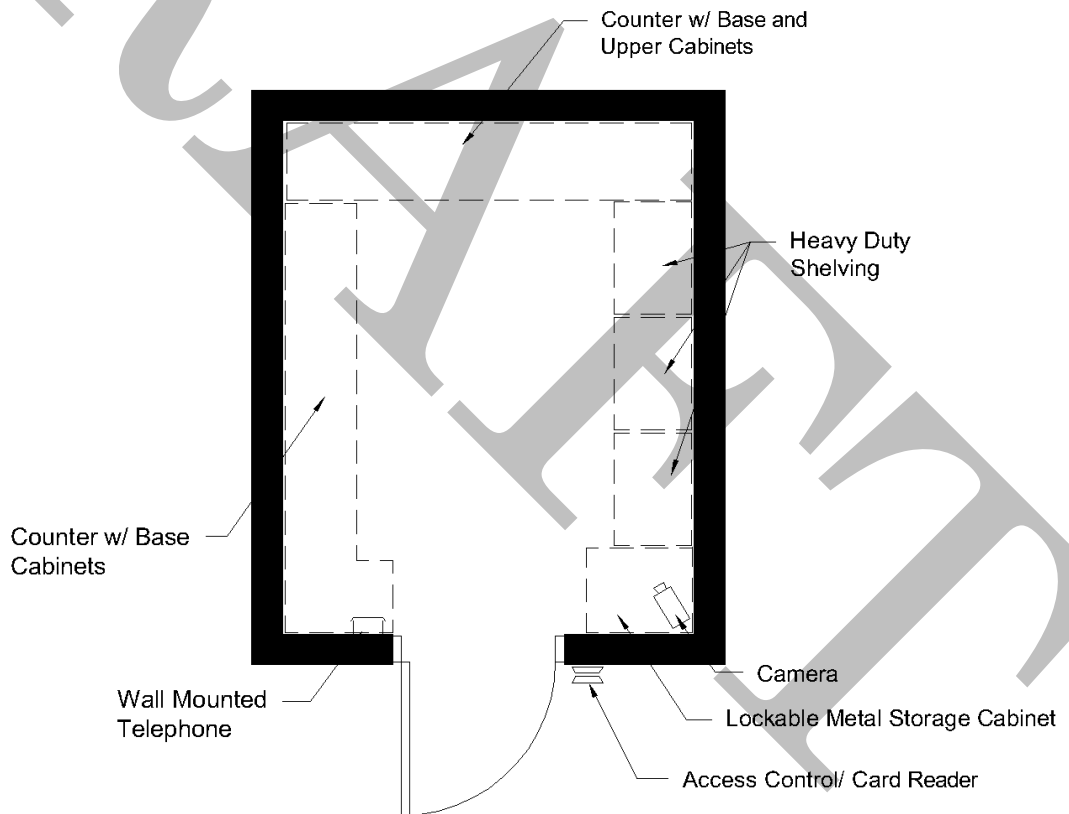 Counter w/ Base and
Upper Cabinets
Heavy Duty
Shelving
Counter w/ Base
Cabinets
Wall Mounted
Telephone
Camera
Lockable Metal Storage Cabinet
Access Control/ Card Reader